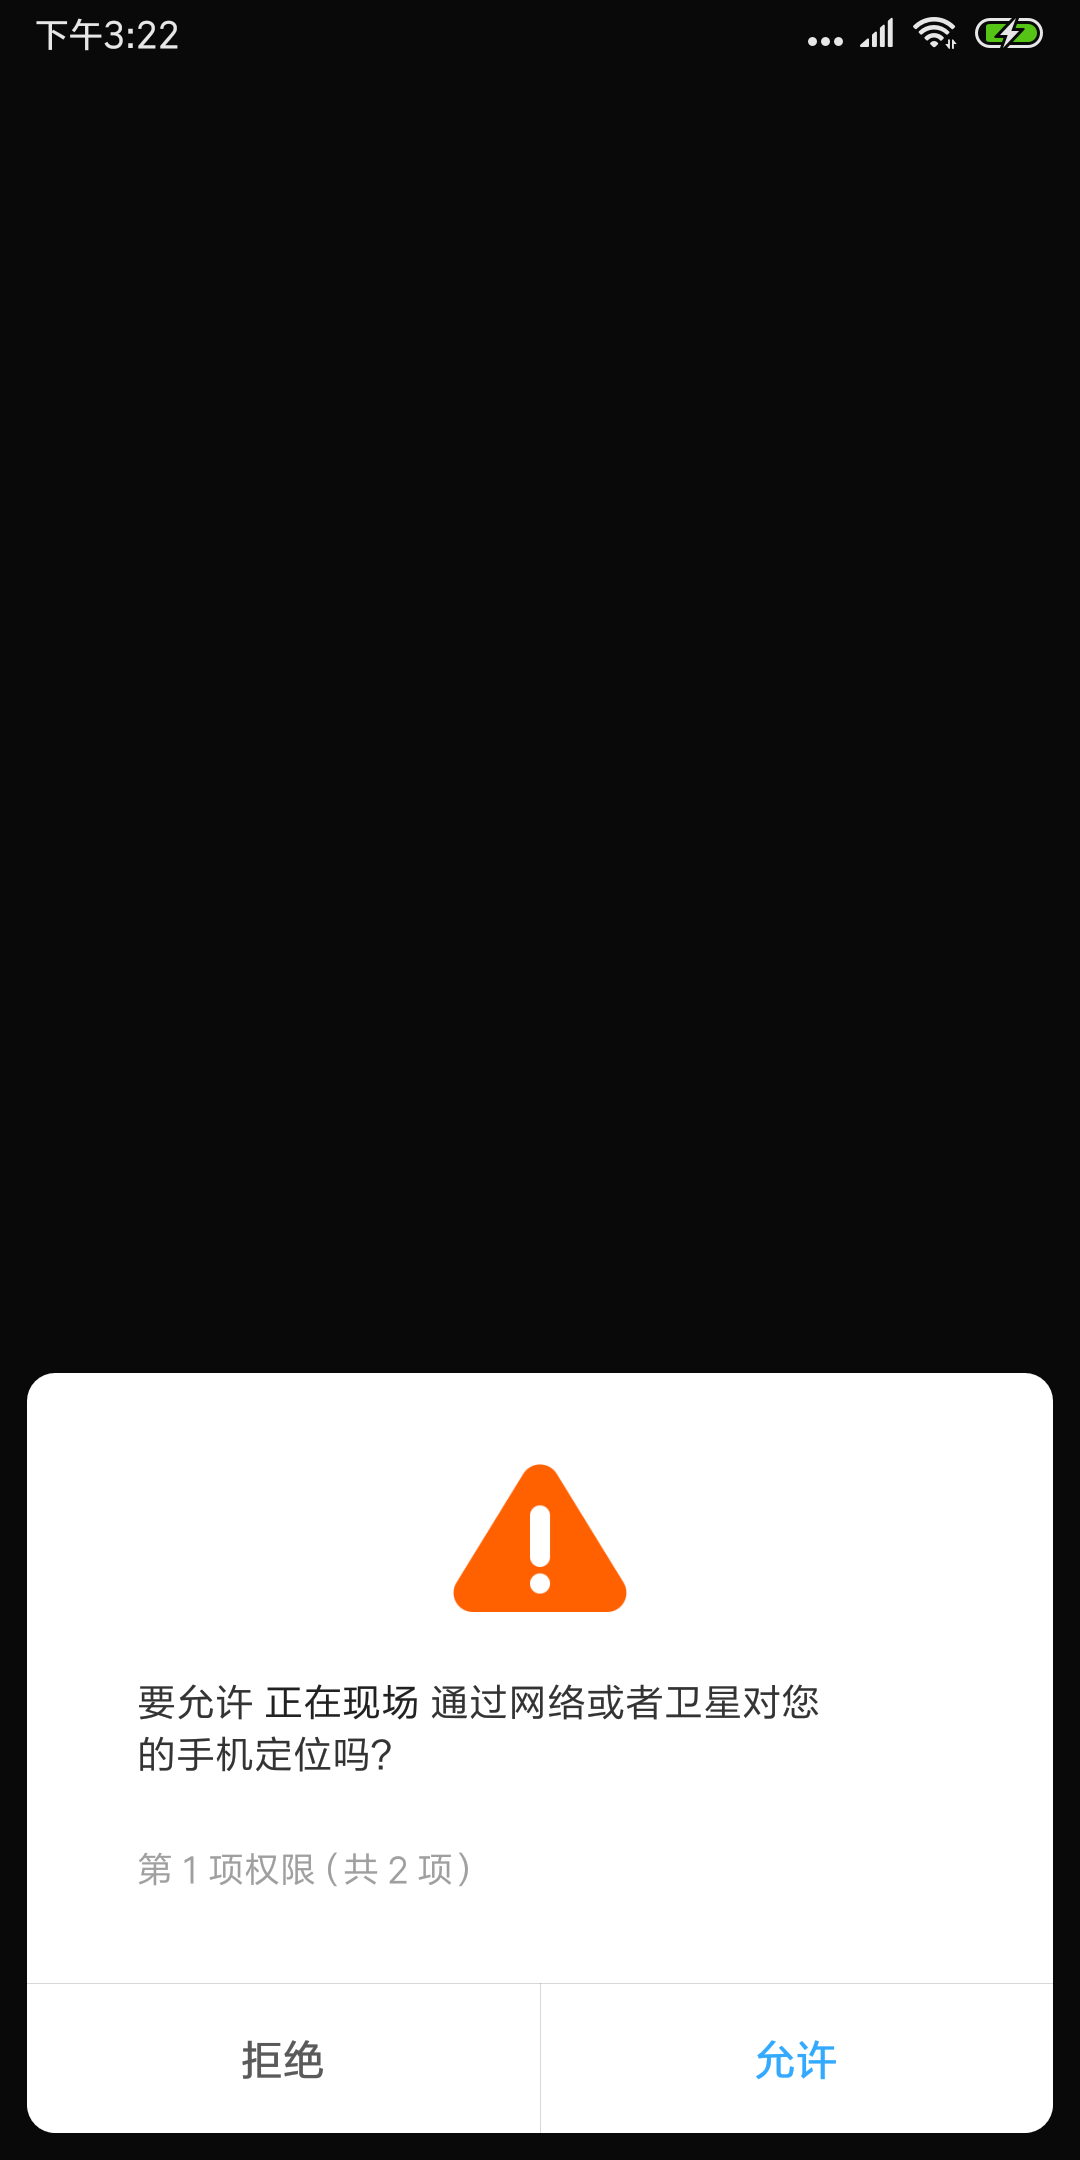 下午3:22
要允许 正在现场 通过网络或者卫星对您
的手机定位吗?
第 1 项权限（共 2 项）
拒绝
允许